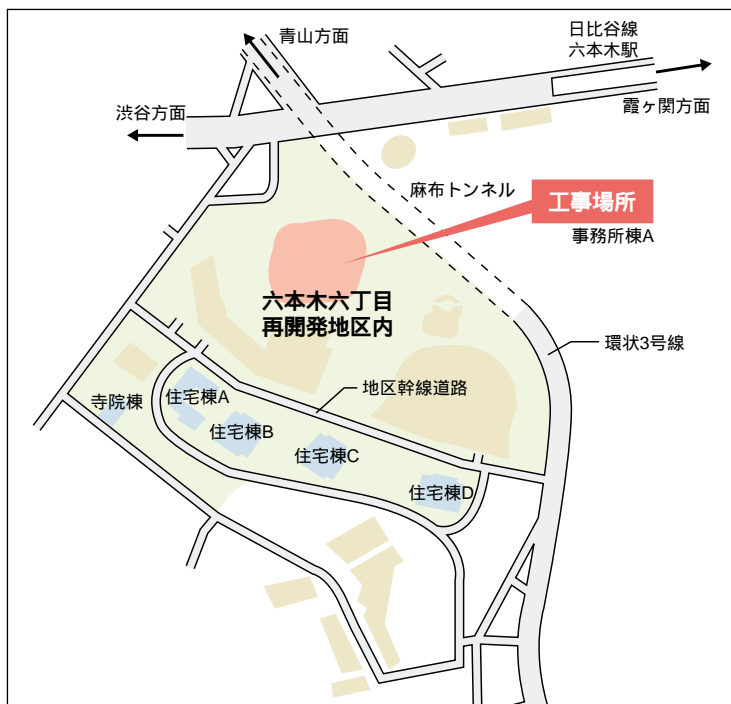 青山方面
日比谷線
六本木駅
渋谷方面
霞ヶ関方面
麻布トンネル
工事場所
事務所棟A
六本木六丁目
再開発地区内
環状3号線
地区幹線道路
寺院棟
住宅棟A
住宅棟B
住宅棟C
住宅棟D